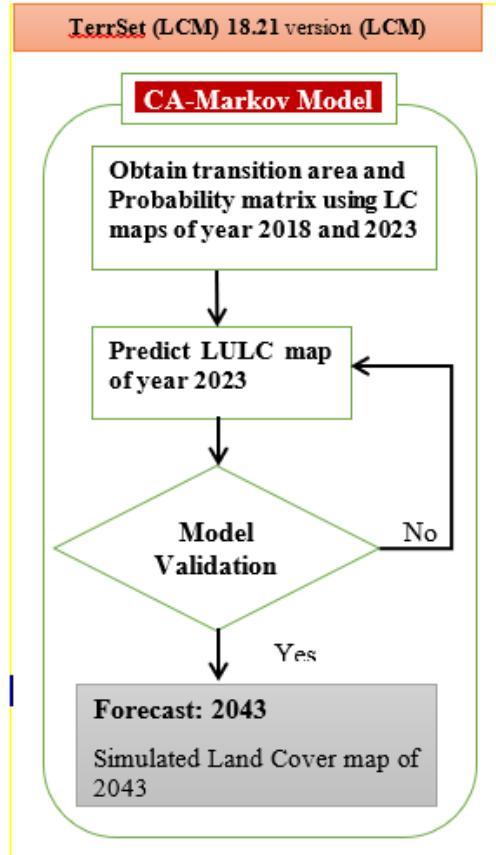 TerrSet (LCM) 18.21 version (LCM)
CA-Markov Model
Obtain transition area and
Probability matrix using LC
maps of year 2018 and 2023
Predict LULC map
of year 2023
Model
Validation
No
Yes
Forecast: 2043
Simulated Land Cover map of
2043